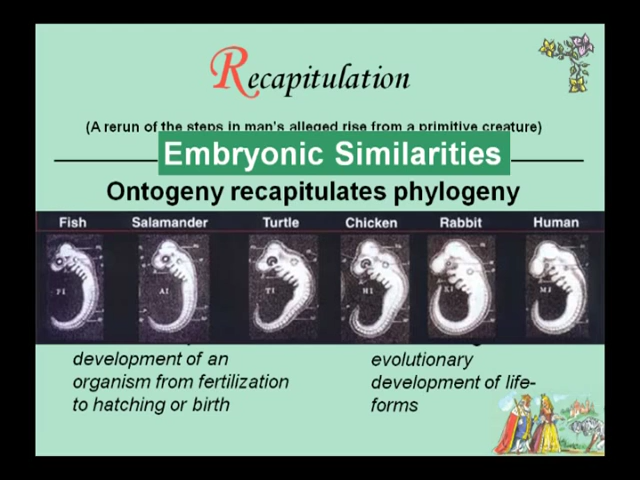 Recapitulation
(A rerun of the steps in man's alleged rise from a primitive creature)
Embryonic Similarities
Ontogeny recapitulates phylogeny
Fish Salamander Turtle Chicken Rabbit Human
development of an
organism from fertilization
to hatching or birth
evolutionary
development of life-
forms